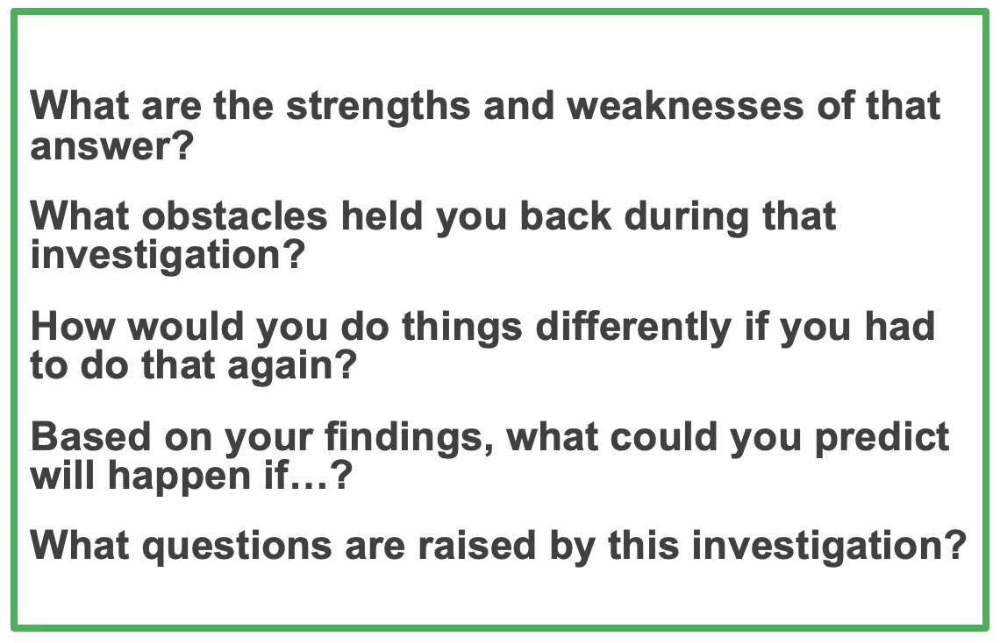 What are the strengths and weaknesses of that
answer?
What obstacles held you back during that
investigation?
How would you do things differently if you had
to do that again?
Based on your findings, what could you predict
will happen if…?
What questions are raised by this investigation?